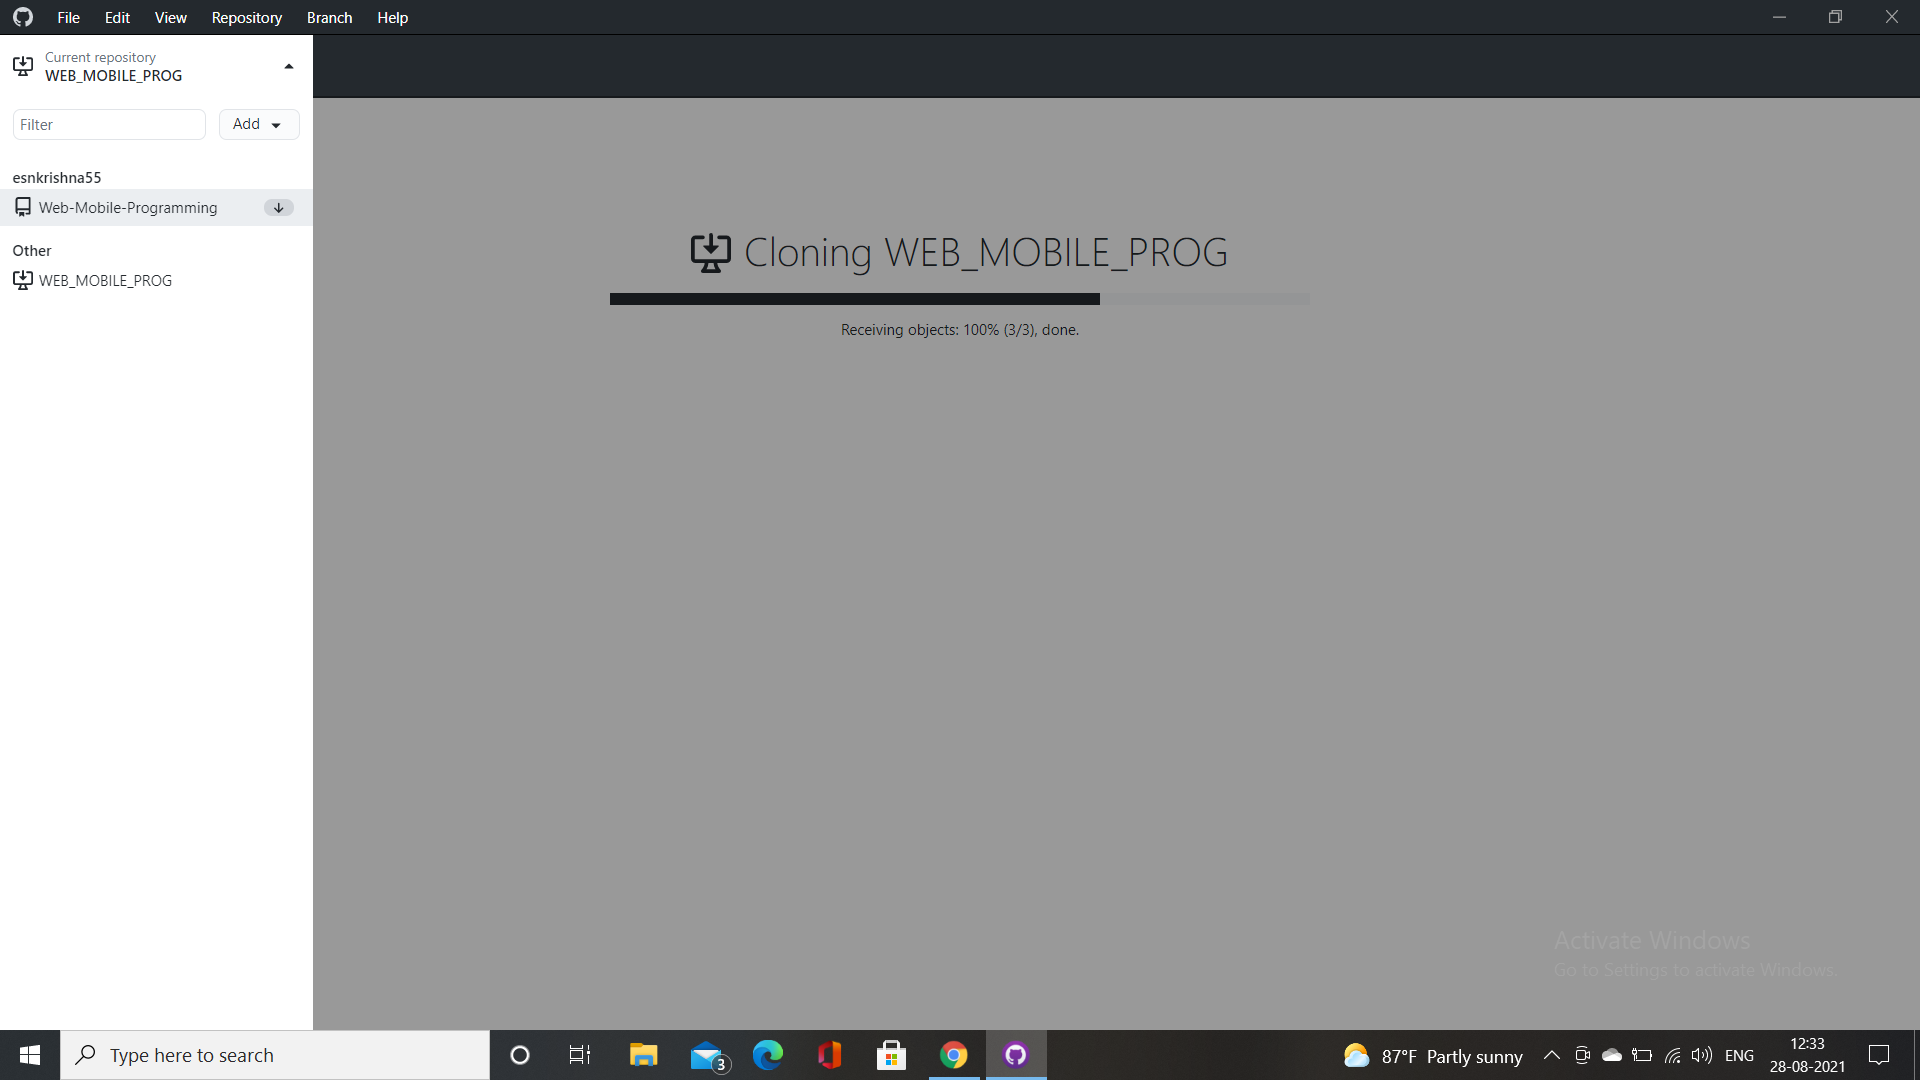 File Edit View Repository Branch Help
Current repository
WEB_MOBILE_PROG
Filter
Add
esnkrishna55
Web-Mobile-Programming
Other
WEB_MOBILE_PROG
Cloning WEB_MOBILE_PROG
Receiving objects: 100% (3/3), done.
Activate Windows
Go to Settings to activate Windows.
Type here to search
3
87°F Partly sunny
ENG
12:33
28-08-2021